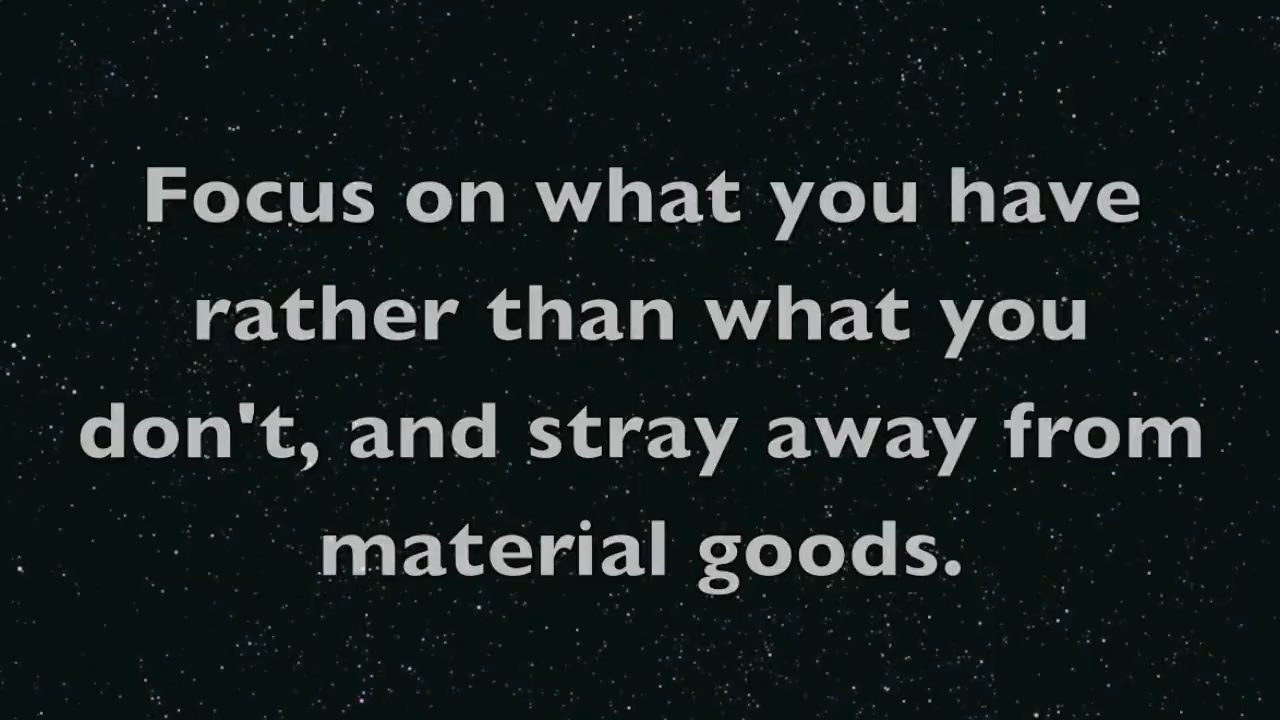 Focus on what you have
rather than what you
don't, and stray away from
material goods.